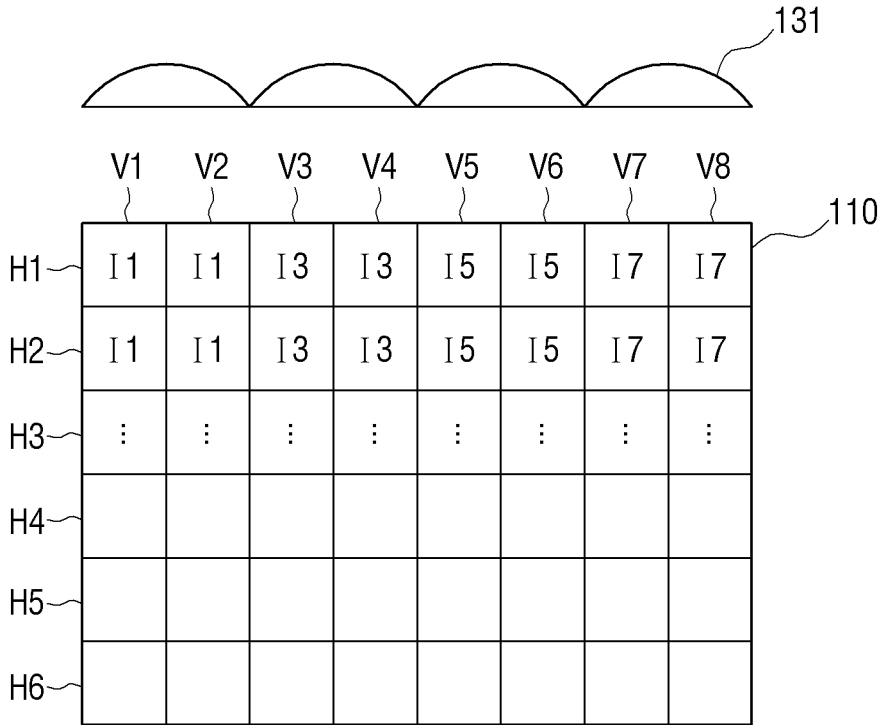 131
V1 V2 V3 V4 V5 V6 V7 V8
110
H1 I1 I1 I3 I3 I5 I5 I7 I7
H2 I1 I1 I3 I3 I5 I5 I7 I7
H3 ⋮ ⋮ ⋮ ⋮ ⋮ ⋮ ⋮ ⋮
H4
H5
H6